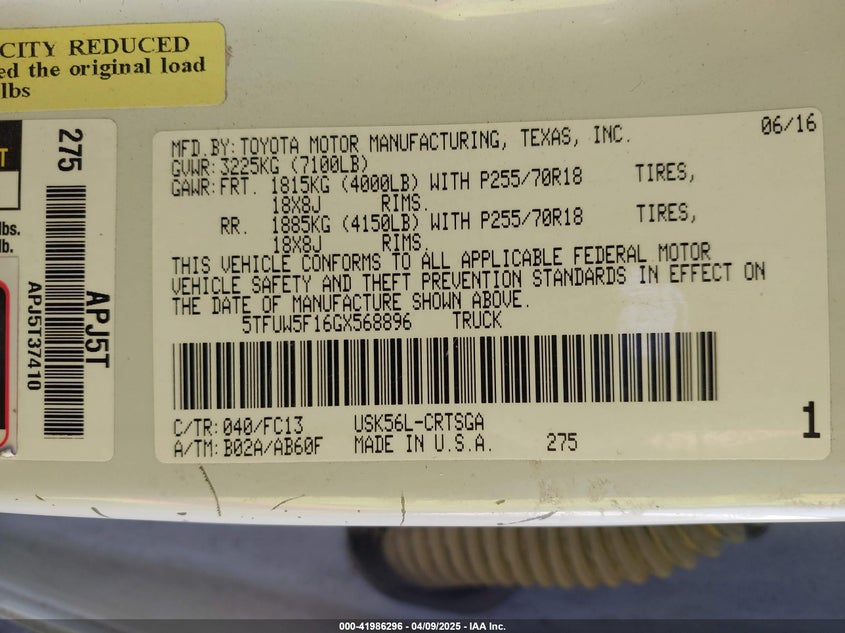 CITY REDUCED
ed the original load
lbs
275
lbs.
lb.
APJ5T
APJ5T37410
06/16
MFD.BY:TOYOTA MOTOR MANUFACTURING, TEXAS, INC.
GVWR:3225KG (7100LB)
GAWR:FRT. 1815KG (4000LB) WITH P255/70R18 TIRES,
18X8J RIMS.
RR. 1885KG (4150LB) WITH P255/70R18 TIRES,
18X8J RIMS.
THIS VEHICLE CONFORMS TO ALL APPLICABLE FEDERAL MOTOR
VEHICLE SAFETY AND THEFT PREVENTION STANDARDS IN EFFECT ON
THE DATE OF MANUFACTURE SHOWN ABOVE.
5TFUW5F16GX568896 TRUCK
C/TR:040/FC13 USK56L-CRTSGA
A/TM:B02A/AB60F MADE IN U.S.A. 275
1
000-41986296 - 04/09/2025 - IAA Inc.